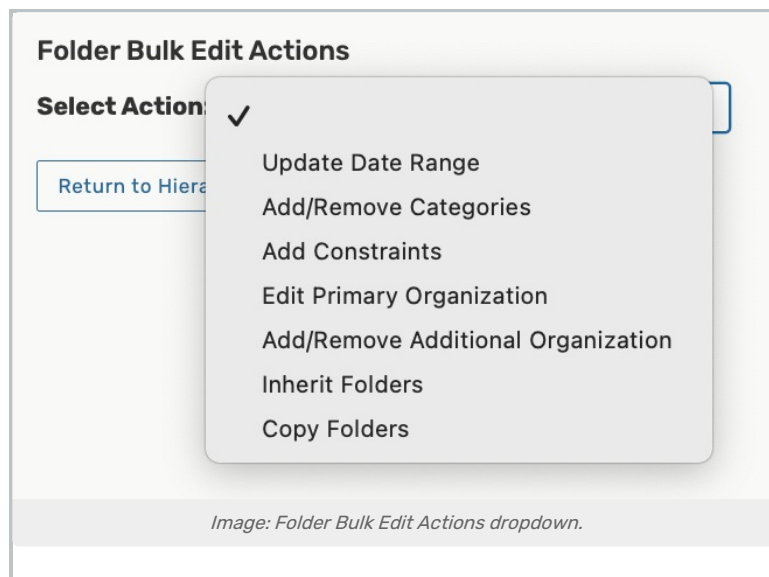 Folder Bulk Edit Actions
Select Action:
Update Date Range
Return to Hiera
Add/Remove Categories
Add Constraints
Edit Primary Organization
Add/Remove Additional Organization
Inherit Folders
Copy Folders
Image: Folder Bulk Edit Actions dropdown.